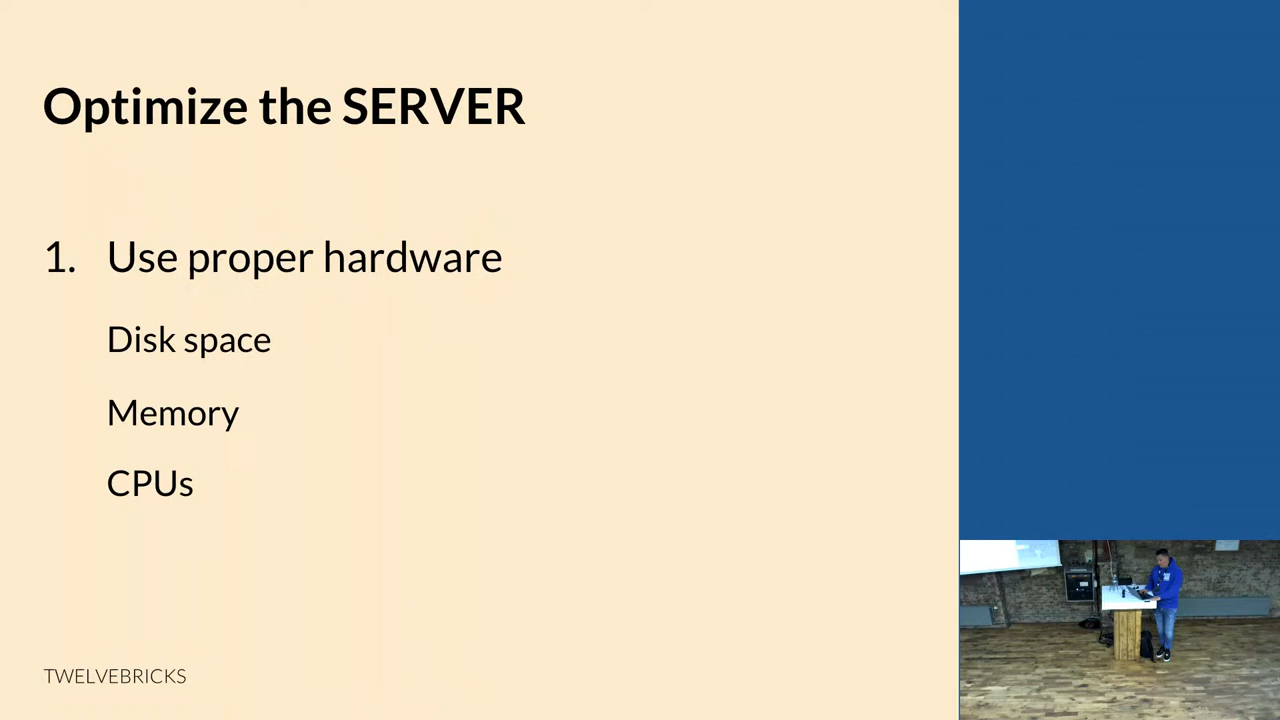 Optimize the SERVER
1. Use proper hardware
Disk space
Memory
CPUs
TWELVEBRICKS